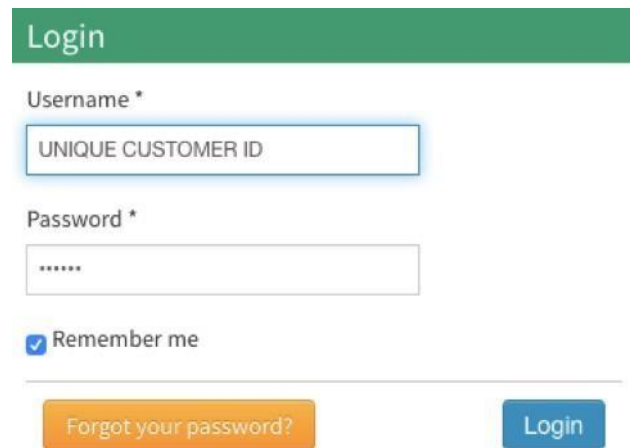 Login
Username *
UNIQUE CUSTOMER ID
Password *
••••••
Remember me
Forgot your password? Login